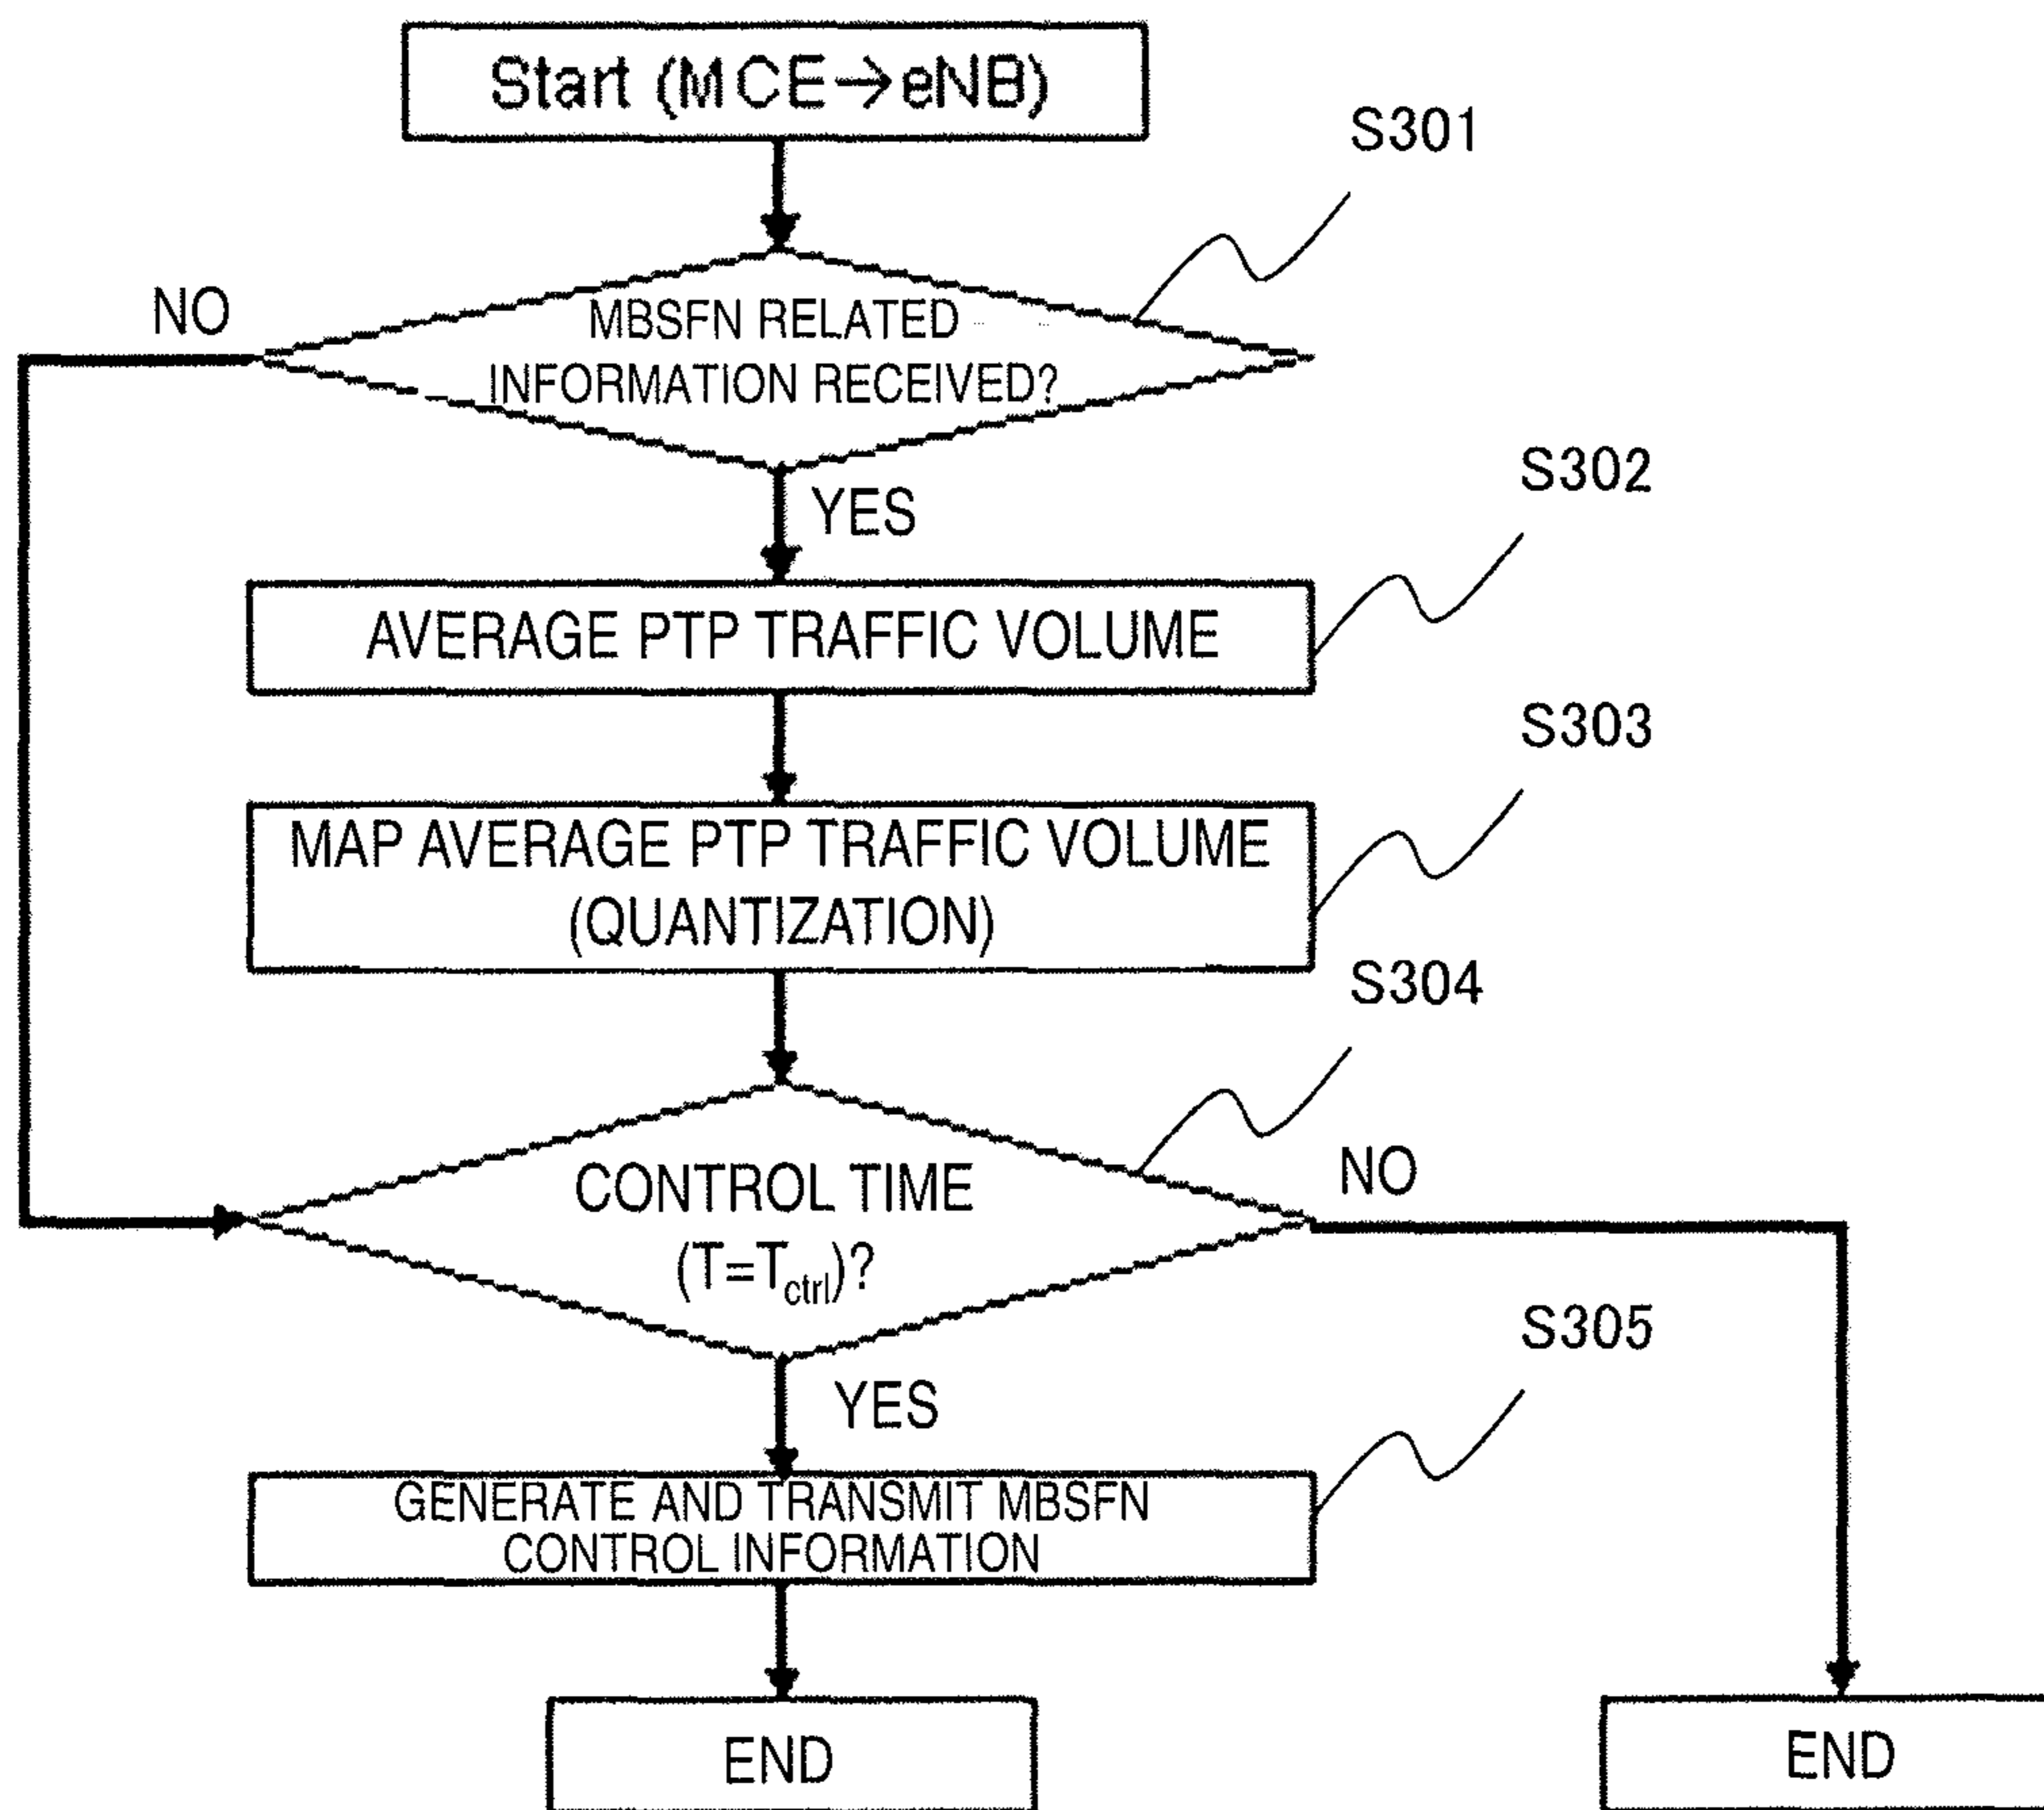 Start (MCE→eNB)
S301
NO
MBSFN RELATED
INFORMATION RECEIVED?
YES
S302
AVERAGE PTP TRAFFIC VOLUME
S303
MAP AVERAGE PTP TRAFFIC VOLUME
(QUANTIZATION)
S304
CONTROL TIME
(T=Tctrl)?
NO
YES
S305
GENERATE AND TRANSMIT MBSFN
CONTROL INFORMATION
END
END